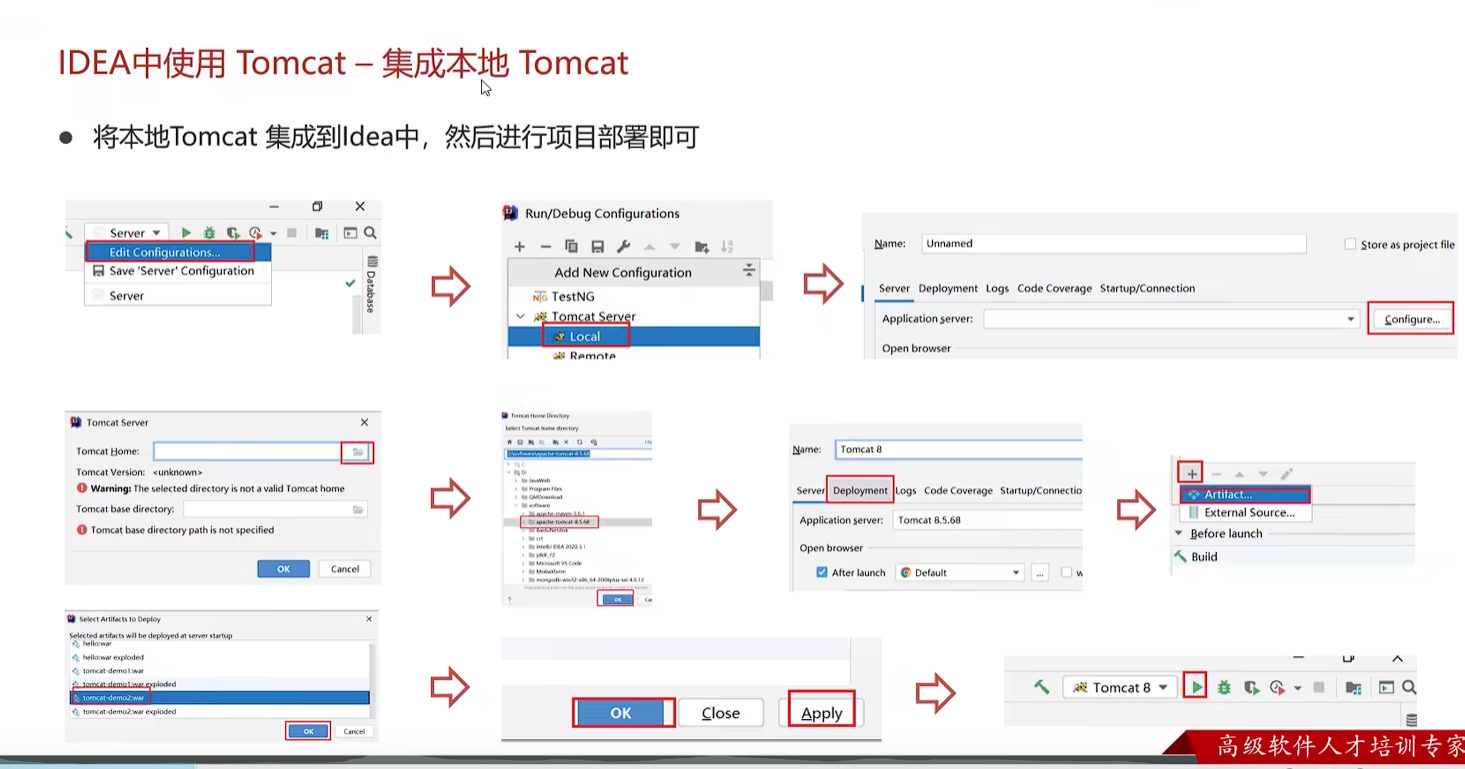 IDEA中使用 Tomcat – 集成本地 Tomcat
● 将本地Tomcat 集成到Idea中，然后进行项目部署即可
Server
Edit Configurations...
Save 'Server' Configuration
Server
Database
Run/Debug Configurations
Add New Configuration
TestNG
Tomcat Server
Local
Remote
Name: Unnamed
Store as project file
Server Deployment Logs Code Coverage Startup/Connection
Application server:
Configure...
Open browser
Tomcat Server
Tomcat Home:
Tomcat Version: <unknown>
Warning: The selected directory is not a valid Tomcat home
Tomcat base directory:
Tomcat base directory path is not specified
OK Cancel
Tomcat Home Directory
Select Tomcat home directory
D:\software\apache-tomcat-8.5.68
JavaWeb
Program Files
QMDownload
software
apache-maven-3.6.1
apache-tomcat-8.5.68
crt
IntelliJ IDEA 2020.3.1
Microsoft VS Code
MobaXterm
mongodb-win32-x86_64-2008plus-ssl-4.0.12
OK
Name: Tomcat 8
Server Deployment Logs Code Coverage Startup/Connectio
Application server: Tomcat 8.5.68
Open browser
After launch Default ... w
Artifact...
External Source...
Before launch
Build
Select Artifacts to Deploy
Selected artifacts will be deployed at server startup
hello:war
hello:war exploded
tomcat-demo1:war
tomcat-demo1:war exploded
tomcat-demo2:war
tomcat-demo2:war exploded
OK Cancel
OK Close Apply
Tomcat 8
高级软件人才培训专家